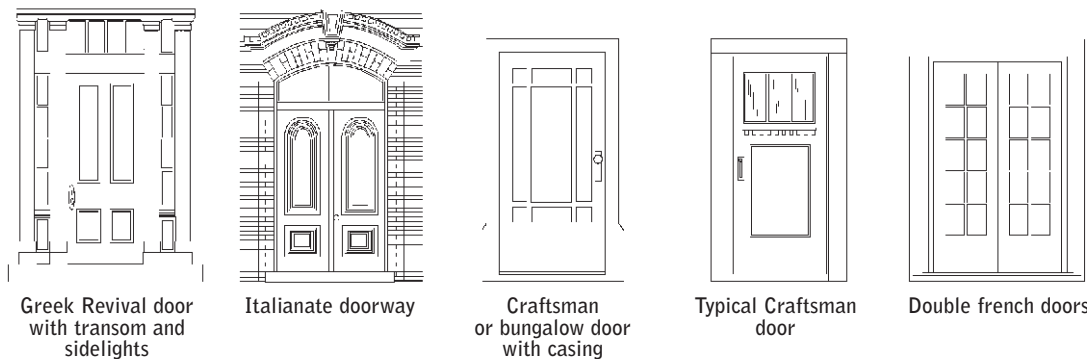 Greek Revival door
with transom and
sidelights
Italianate doorway
Craftsman
or bungalow door
with casing
Typical Craftsman
door
Double french doors